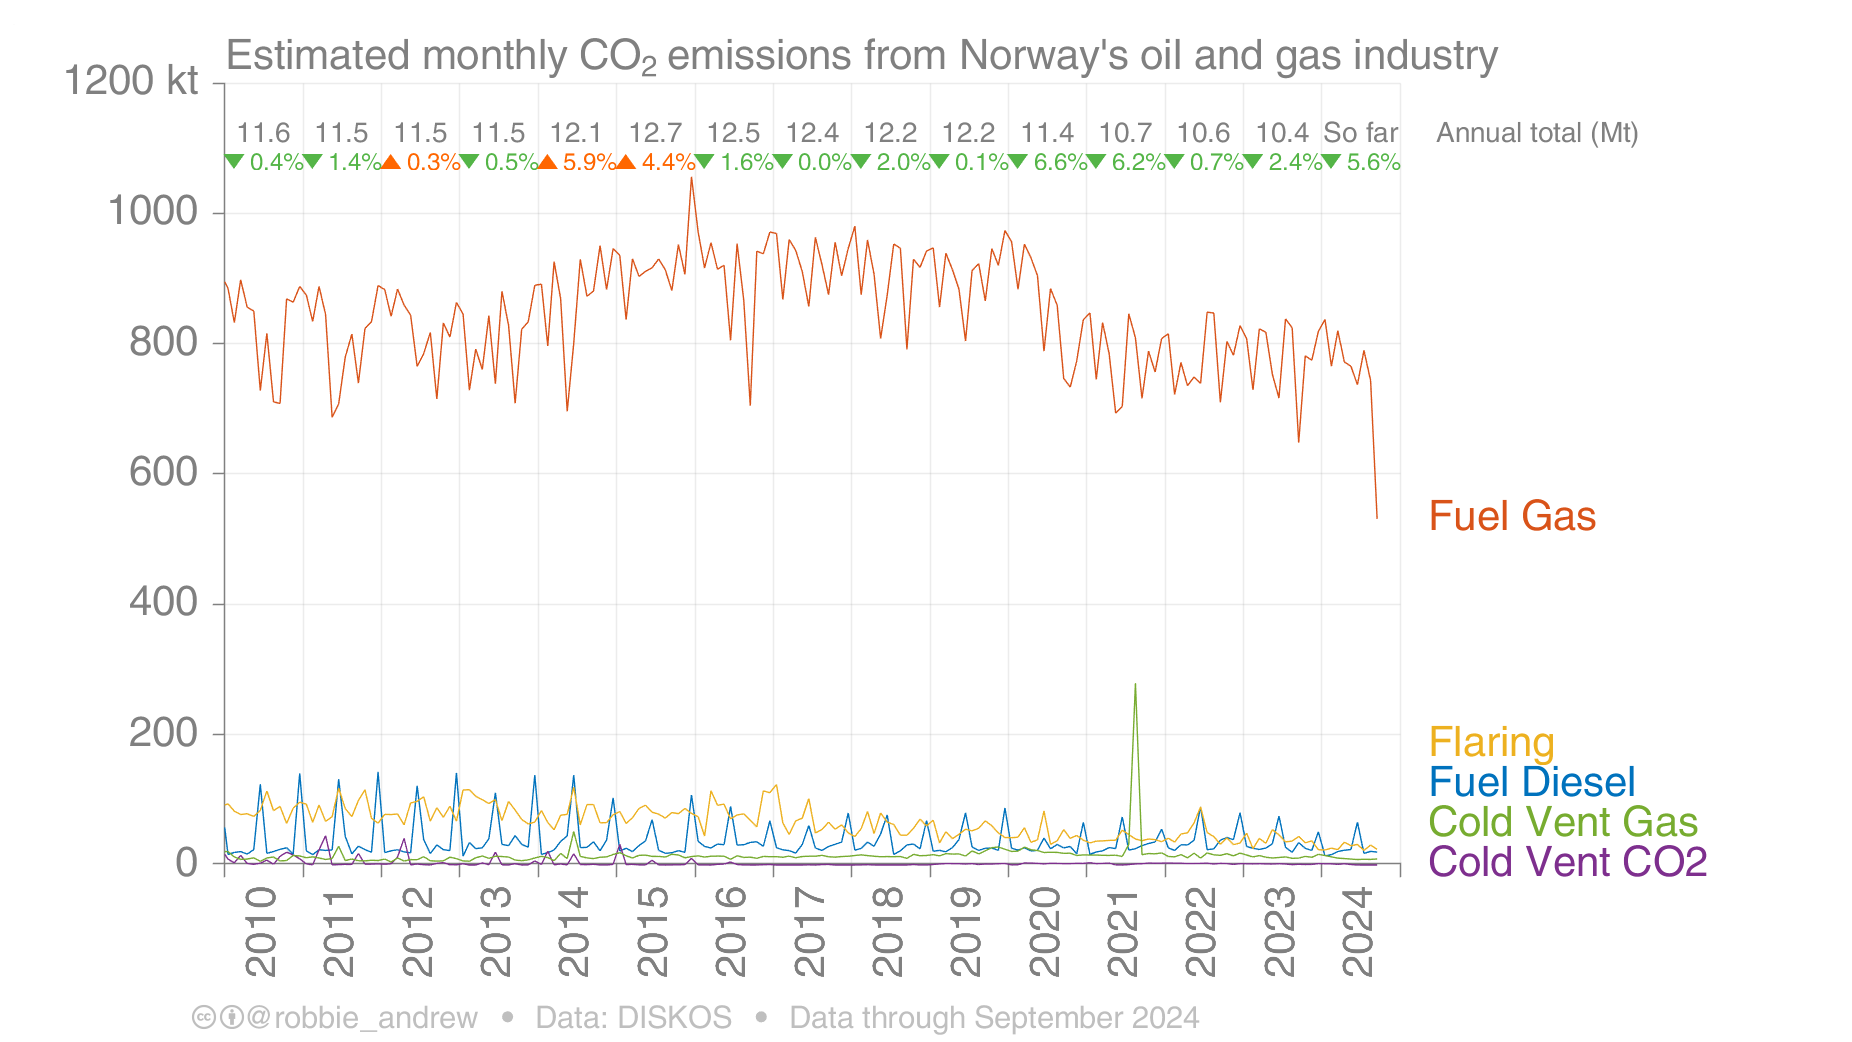 Estimated monthly CO₂ emissions from Norway's oil and gas industry
1200 kt
11.6 11.5 11.5 11.5 12.1 12.7 12.5 12.4 12.2 12.2 11.4 10.7 10.6 10.4 So far Annual total (Mt)
▼ 0.4% ▼ 1.4% ▲ 0.3% ▼ 0.5% ▲ 5.9% ▲ 4.4% ▼ 1.6% ▼ 0.0% ▼ 2.0% ▼ 0.1% ▼ 6.6% ▼ 6.2% ▼ 0.7% ▼ 2.4% ▼ 5.6%
1000
800
600
Fuel Gas
400
200
Flaring
Fuel Diesel
Cold Vent Gas
0
Cold Vent CO2
2010 2011 2012 2013 2014 2015 2016 2017 2018 2019 2020 2021 2022 2023 2024
cc @robbie_andrew • Data: DISKOS • Data through September 2024